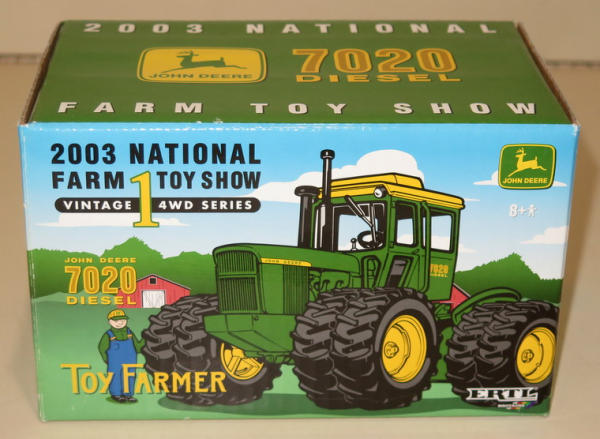 2003 NATIONAL
JOHN DEERE
7020
DIESEL
FARM TOY SHOW
2003 NATIONAL
FARM 1 TOY SHOW
VINTAGE 4WD SERIES
JOHN DEERE
8+
JOHN DEERE
7020
DIESEL
JOHN DEERE
7020
DIESEL
TOY FARMER
ERTL